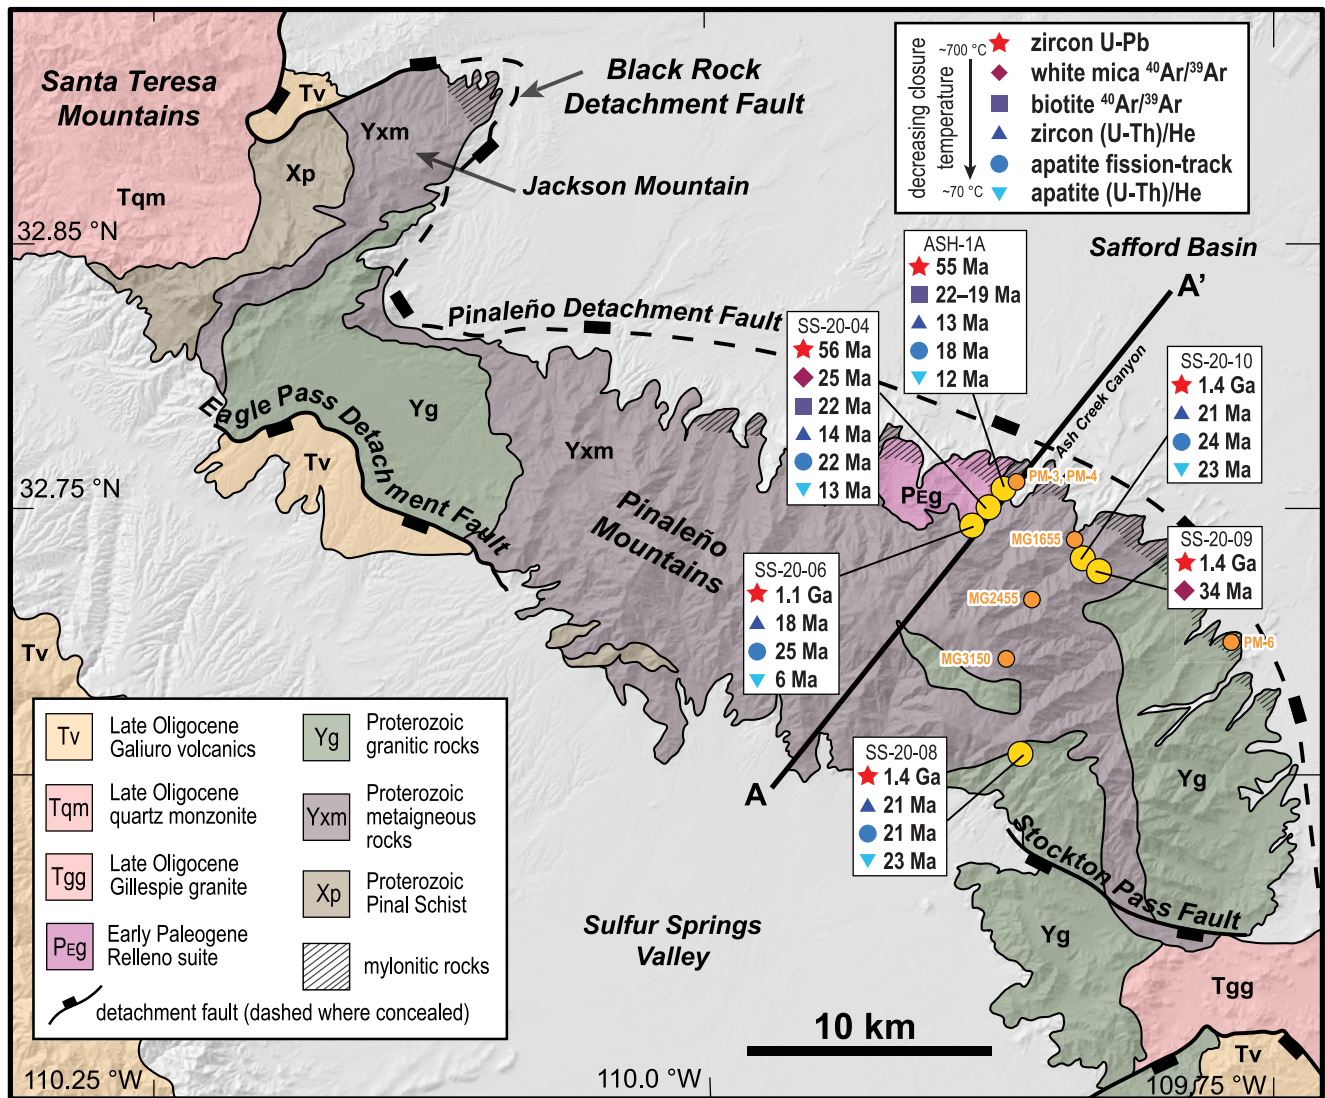 Santa Teresa
Mountains
Tv
Black Rock
Detachment Fault
Yxm
Xp
Jackson Mountain
Tqm
32.85 °N
decreasing closure
temperature
~700 °C
~70 °C
zircon U-Pb
white mica ⁴⁰Ar/³⁹Ar
biotite ⁴⁰Ar/³⁹Ar
zircon (U-Th)/He
apatite fission-track
apatite (U-Th)/He
Safford Basin
A'
Ash Creek Canyon
Pinaleño Detachment Fault
ASH-1A
55 Ma
22–19 Ma
13 Ma
18 Ma
12 Ma
SS-20-04
56 Ma
25 Ma
22 Ma
14 Ma
22 Ma
13 Ma
SS-20-10
1.4 Ga
21 Ma
24 Ma
23 Ma
Eagle Pass Detachment Fault
Yg
Tv
Yxm
PEg
PM-3, PM-4
32.75 °N
Pinaleño
Mountains
MG1655
SS-20-09
1.4 Ga
34 Ma
SS-20-06
1.1 Ga
18 Ma
25 Ma
6 Ma
MG2455
MG3150
PM-6
Tv
A
SS-20-08
1.4 Ga
21 Ma
21 Ma
23 Ma
Yg
Stockton Pass Fault
Yg
Tgg
Tv
Sulfur Springs
Valley
Tv
Late Oligocene
Galiuro volcanics
Tqm
Late Oligocene
quartz monzonite
Tgg
Late Oligocene
Gillespie granite
PEg
Early Paleogene
Relleno suite
Yg
Proterozoic
granitic rocks
Yxm
Proterozoic
metaigneous
rocks
Xp
Proterozoic
Pinal Schist
mylonitic rocks
detachment fault (dashed where concealed)
10 km
110.25 °W
110.0 °W
109.75 °W